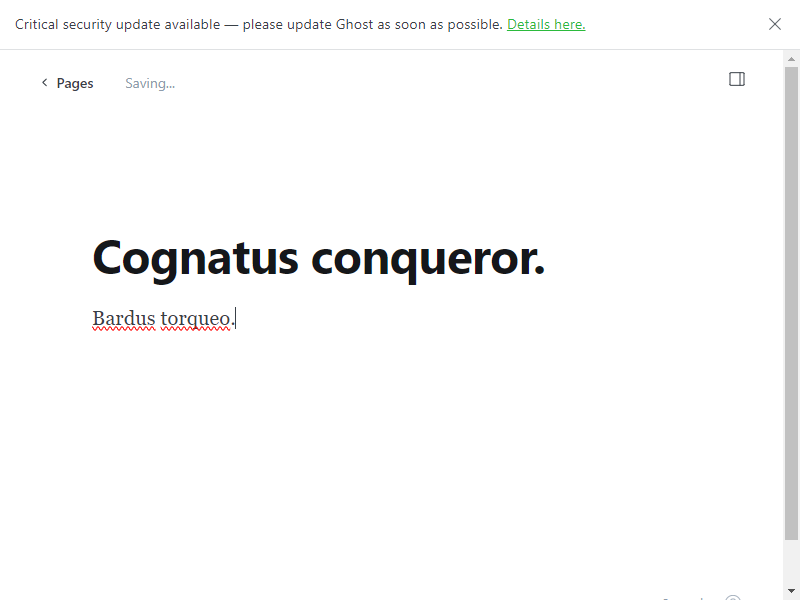 Critical security update available — please update Ghost as soon as possible. Details here.
Pages
Saving...
Cognatus conqueror.
Bardus torqueo.